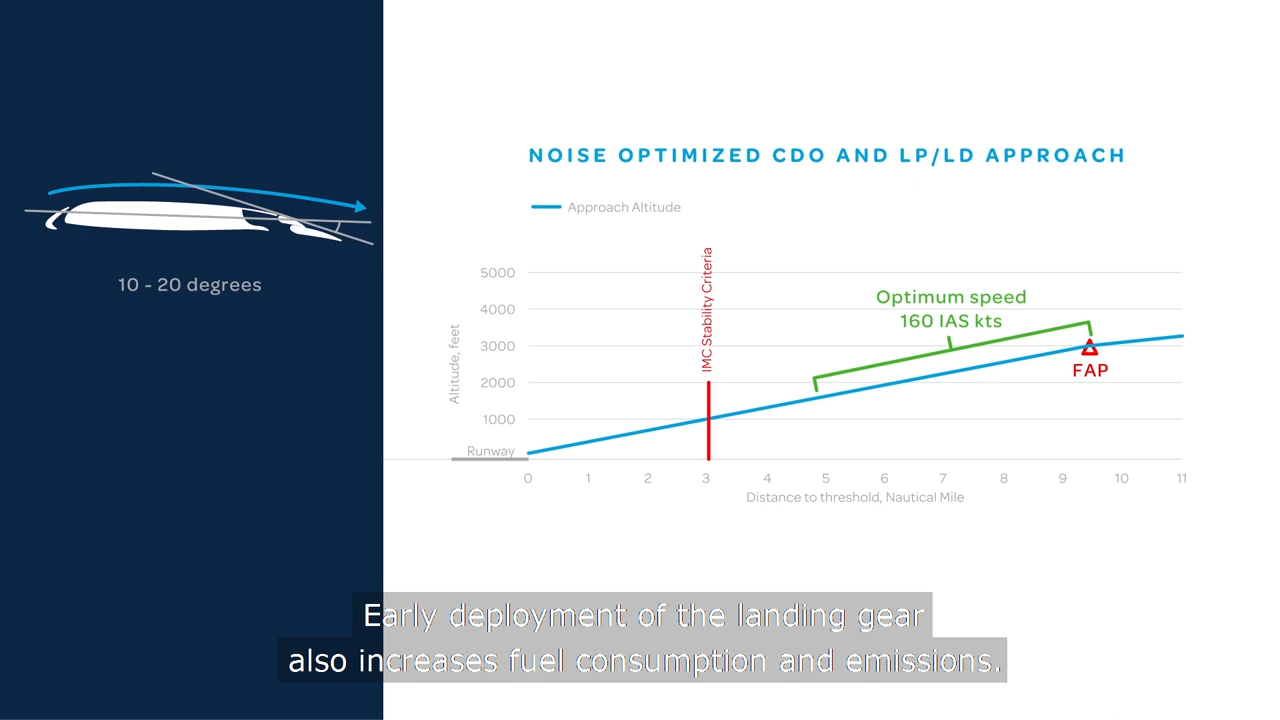 NOISE OPTIMIZED CDO AND LP/LD APPROACH
Approach Altitude
10 - 20 degrees
IMC Stability Criteria
Optimum speed
160 IAS kts
FAP
Altitude, feet
5000
4000
3000
2000
1000
Runway
0 1 2 3 4 5 6 7 8 9 10 11
Distance to threshold, Nautical Mile
Early deployment of the landing gear
also increases fuel consumption and emissions.